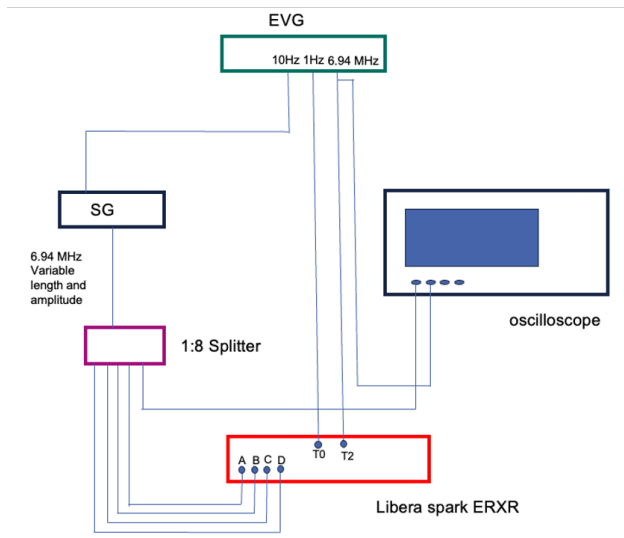 EVG
10Hz 1Hz 6.94 MHz
SG
6.94 MHz
Variable
length and
amplitude
oscilloscope
1:8 Splitter
T0 T2
A B C D
Libera spark ERXR